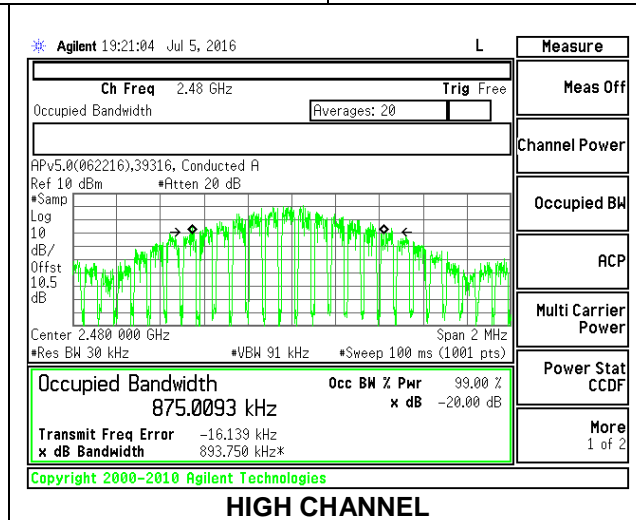 Agilent 19:21:04 Jul 5, 2016 L
Measure
Ch Freq 2.48 GHz Trig Free
Meas Off
Occupied Bandwidth Averages: 20
Channel Power
APv5.0(062216),39316, Conducted A
Ref 10 dBm #Atten 20 dB
#Samp
Log
10
dB/
Offst
10.5
dB
Occupied BW
ACP
Multi Carrier
Power
Center 2.480 000 GHz Span 2 MHz
#Res BW 30 kHz #VBW 91 kHz #Sweep 100 ms (1001 pts)
Power Stat
CCDF
Occupied Bandwidth Occ BW % Pwr 99.00 %
875.0093 kHz x dB -20.00 dB
Transmit Freq Error -16.139 kHz
x dB Bandwidth 893.750 kHz*
More
1 of 2
Copyright 2000-2010 Agilent Technologies
HIGH CHANNEL